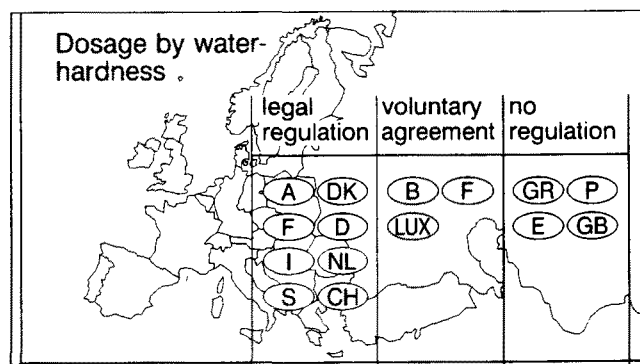 Dosage by water-
hardness .
legal regulation
voluntary agreement
no regulation
A DK B F GR P
F D LUX E GB
I NL
S CH